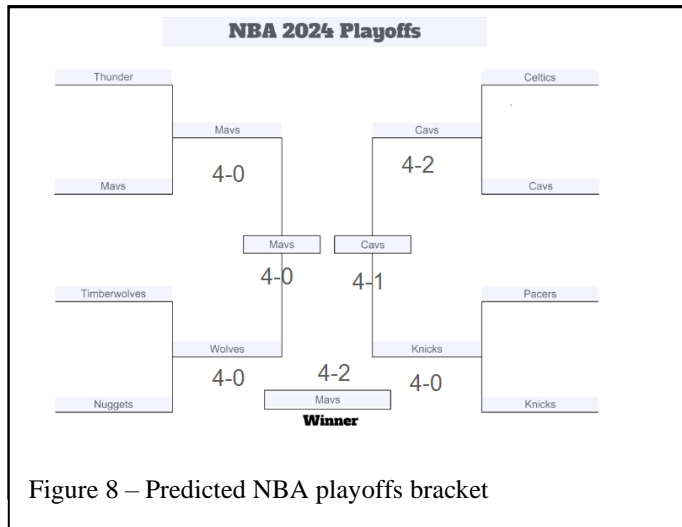 NBA 2024 Playoffs
Thunder
Celtics
Mavs
Cavs
4-0
4-2
Mavs
Cavs
Mavs
Cavs
4-0
4-1
Timberwolves
Pacers
Wolves
Knicks
4-0
4-2
4-0
Mavs
Nuggets
Knicks
Winner
Figure 8 – Predicted NBA playoffs bracket